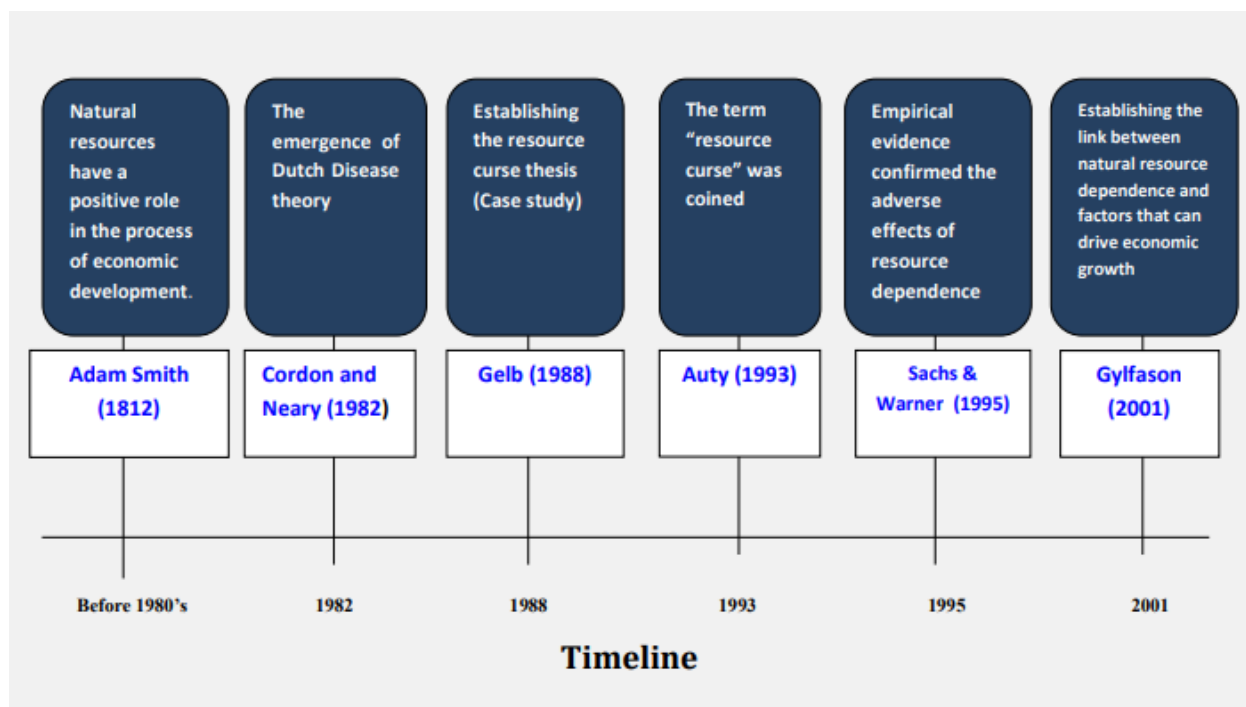 Natural
resources
have a
positive role
in the process
of economic
development.
The
emergence of
Dutch Disease
theory
Establishing
the resource
curse thesis
(Case study)
The term
“resource
curse” was
coined
Empirical
evidence
confirmed the
adverse
effects of
resource
dependence
Establishing the
link between
natural resource
dependence and
factors that can
drive economic
growth
Adam Smith
(1812)
Cordon and
Neary (1982)
Gelb (1988)
Auty (1993)
Sachs &
Warner (1995)
Gylfason
(2001)
Before 1980’s
1982
1988
1993
1995
2001
Timeline